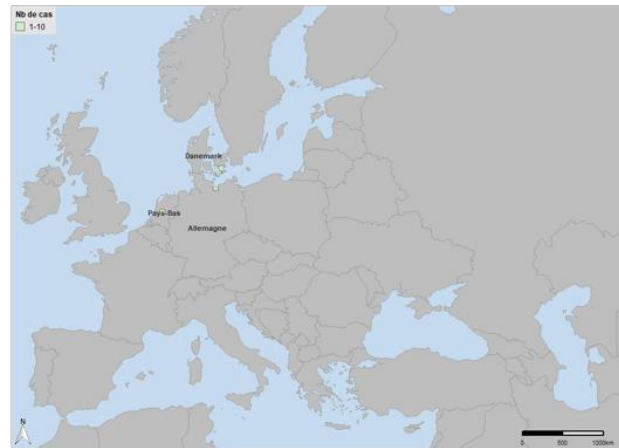 Nb de cas
1-10
Danemark
Pays-Bas
Allemagne
N
0 500 1000km